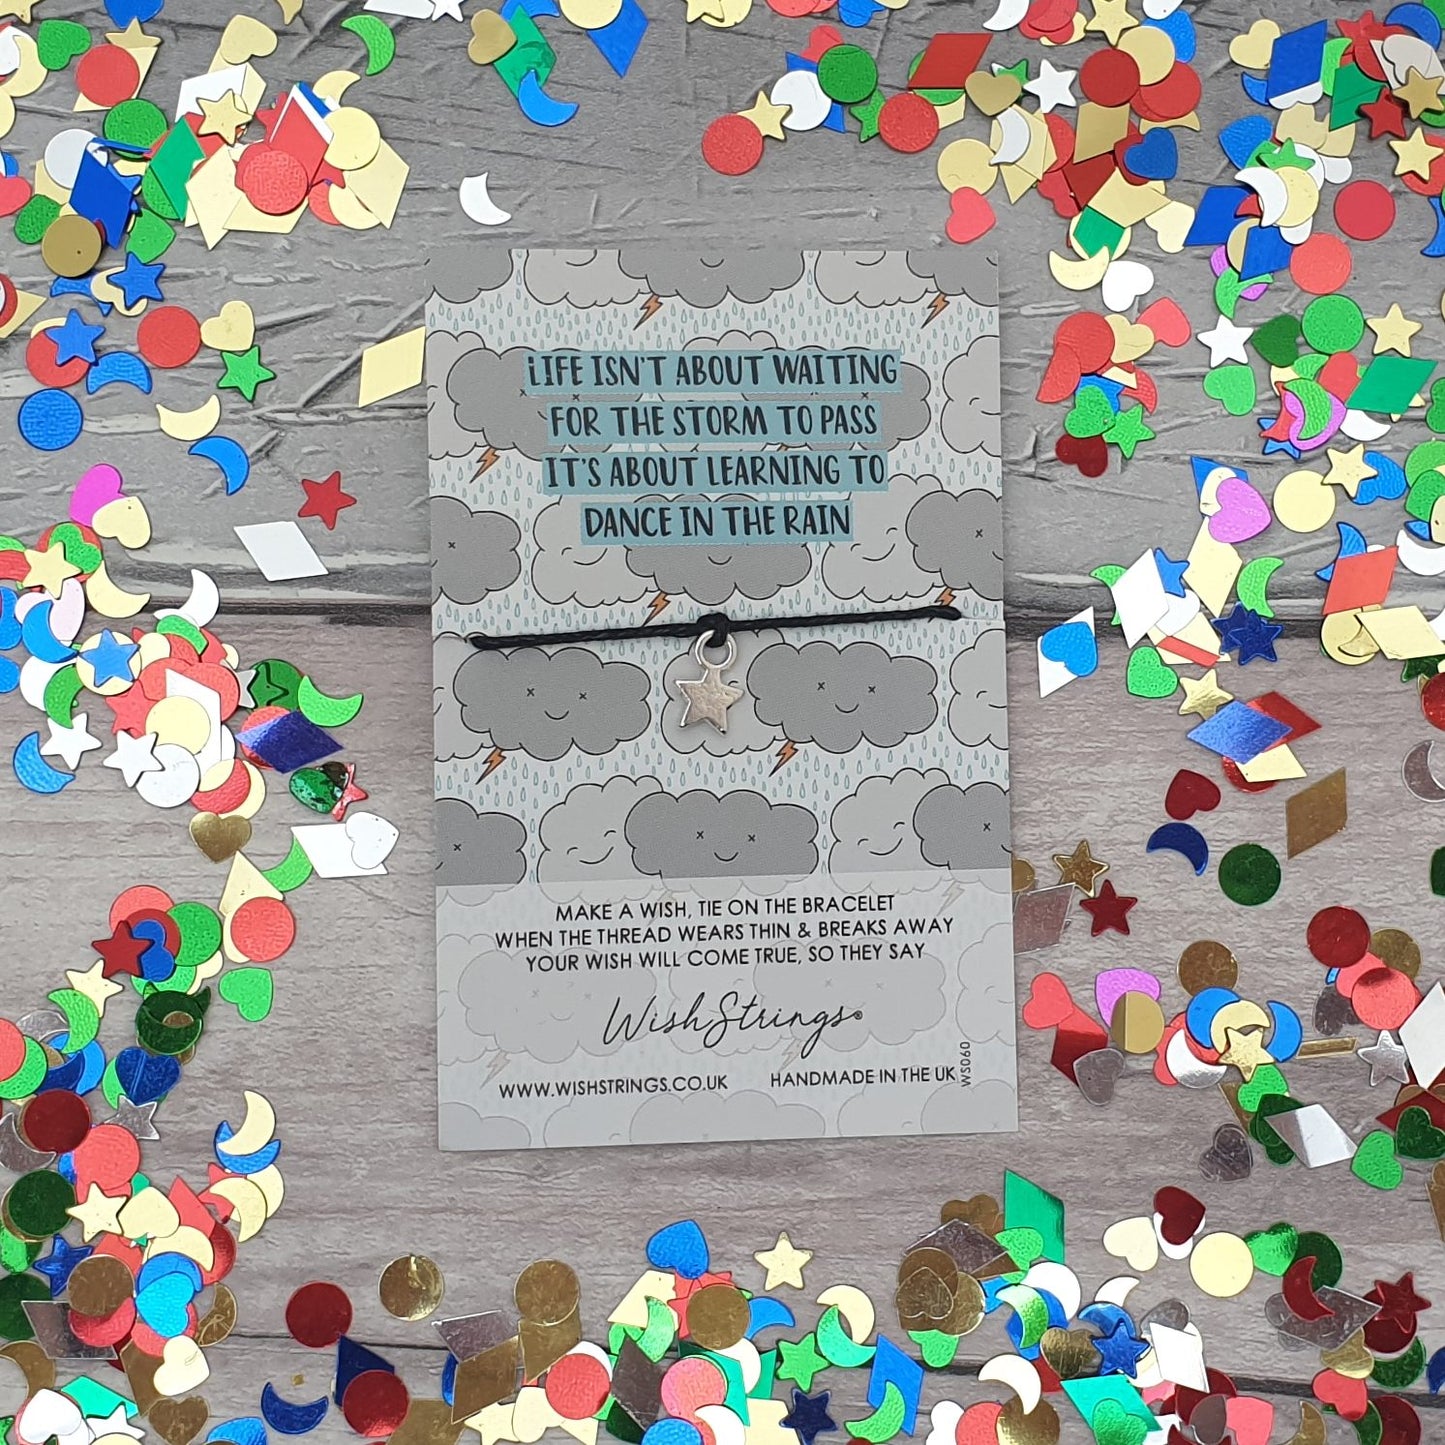 LIFE ISN'T ABOUT WAITING
FOR THE STORM TO PASS
IT'S ABOUT LEARNING TO
DANCE IN THE RAIN
MAKE A WISH, TIE ON THE BRACELET
WHEN THE THREAD WEARS THIN & BREAKS AWAY
YOUR WISH WILL COME TRUE, SO THEY SAY
WishStrings®
WWW.WISHSTRINGS.CO.UK HANDMADE IN THE UK
WS060